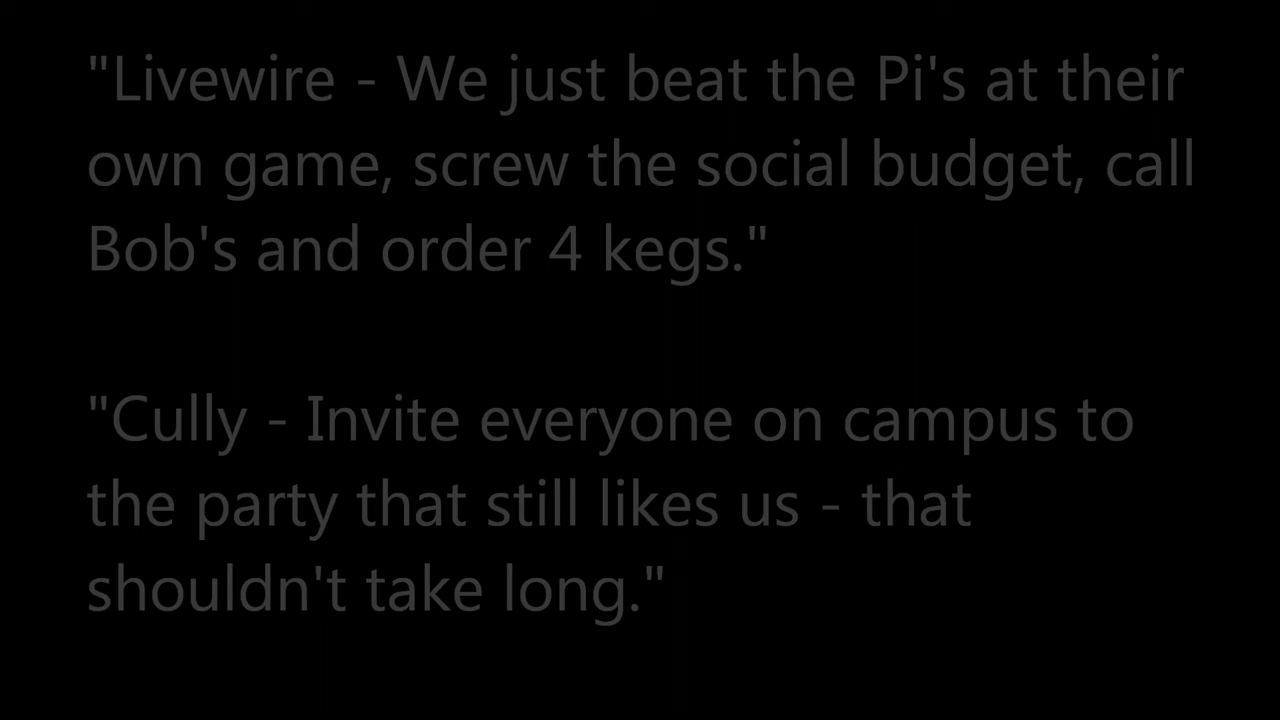 "Livewire - We just beat the Pi's at their
own game, screw the social budget, call
Bob's and order 4 kegs."
"Cully - Invite everyone on campus to
the party that still likes us - that
shouldn't take long."